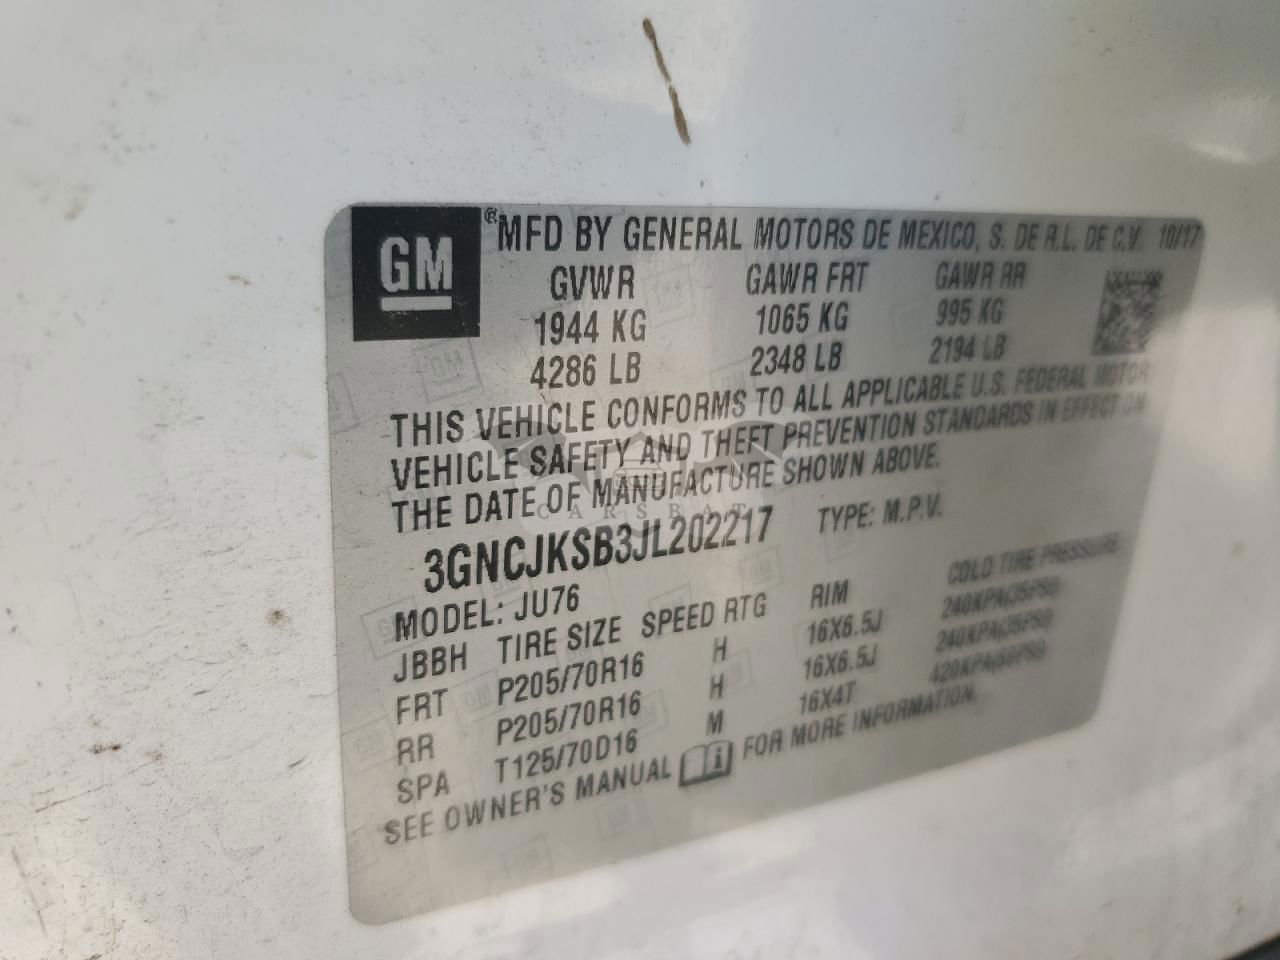 GM ® MFD BY GENERAL MOTORS DE MEXICO, S. DE R.L. DE C.V. 10/17
GVWR GAWR FRT GAWR RR
1944 KG 1065 KG 995 KG
4286 LB 2348 LB 2194 LB
THIS VEHICLE CONFORMS TO ALL APPLICABLE U.S. FEDERAL MOTOR
VEHICLE SAFETY AND THEFT PREVENTION STANDARDS IN EFFECT ON
THE DATE OF MANUFACTURE SHOWN ABOVE.
CARSBAT
3GNCJKSB3JL202217 TYPE: M.P.V.
MODEL: JU76
JBBH TIRE SIZE SPEED RTG RIM COLD TIRE PRESSURE
FRT P205/70R16 H 16X6.5J 240KPA(35PSI)
RR P205/70R16 H 16X6.5J 240KPA(35PSI)
SPA T125/70D16 M 16X4T 420KPA(60PSI)
SEE OWNER'S MANUAL FOR MORE INFORMATION.